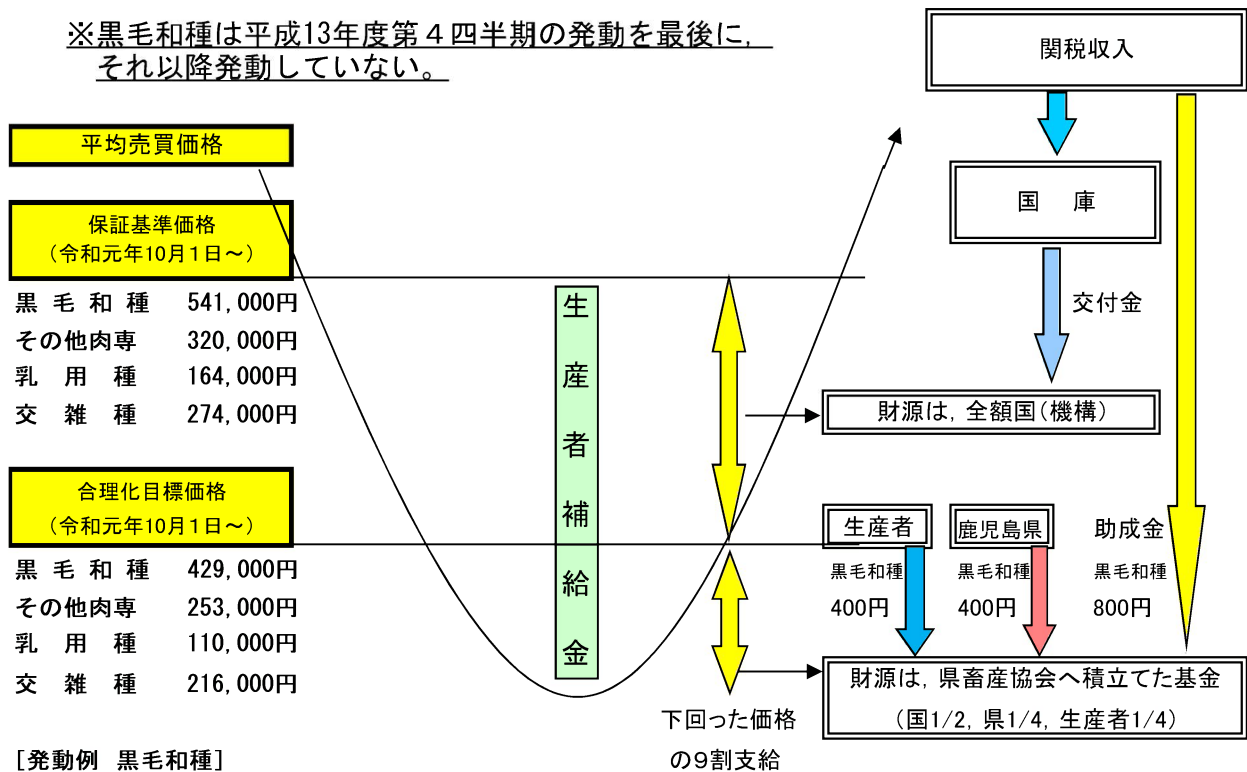 ※黒毛和種は平成13年度第４四半期の発動を最後に,
それ以降発動していない。
平均売買価格
保証基準価格
（令和元年10月１日～）
黒 毛 和 種 541,000円
その他肉専 320,000円
乳 用 種 164,000円
交 雑 種 274,000円
合理化目標価格
（令和元年10月１日～）
黒 毛 和 種 429,000円
その他肉専 253,000円
乳 用 種 110,000円
交 雑 種 216,000円
[発動例 黒毛和種]
生
産
者
補
給
金
下回った価格
の９割支給
関税収入
国 庫
交付金
財源は, 全額国（機構）
生産者
鹿児島県
助成金
黒毛和種
400円
黒毛和種
400円
黒毛和種
800円
財源は, 県畜産協会へ積立てた基金
（国1/2, 県1/4, 生産者1/4）